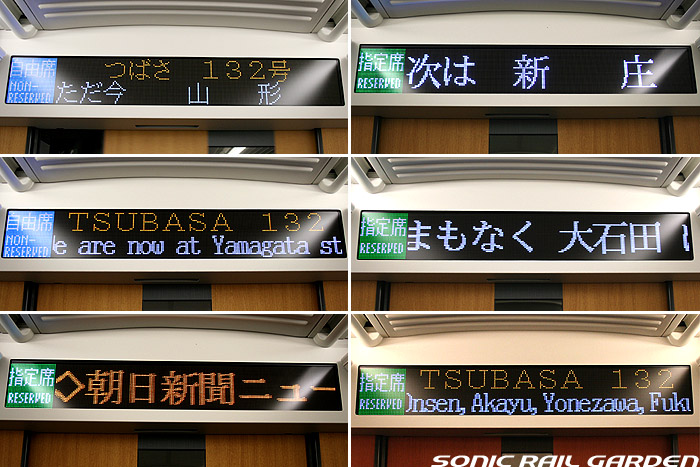 自由席
NON-
RESERVED
つばさ 132号
ただ今 山 形
指定席
RESERVED
次は 新 庄
自由席
NON-
RESERVED
TSUBASA 132
e are now at Yamagata st
指定席
RESERVED
まもなく 大石田
指定席
RESERVED
◇朝日新聞ニュー
指定席
RESERVED
TSUBASA 132
Onsen, Akayu, Yonezawa, Fuk
SONIC RAIL GARDEN